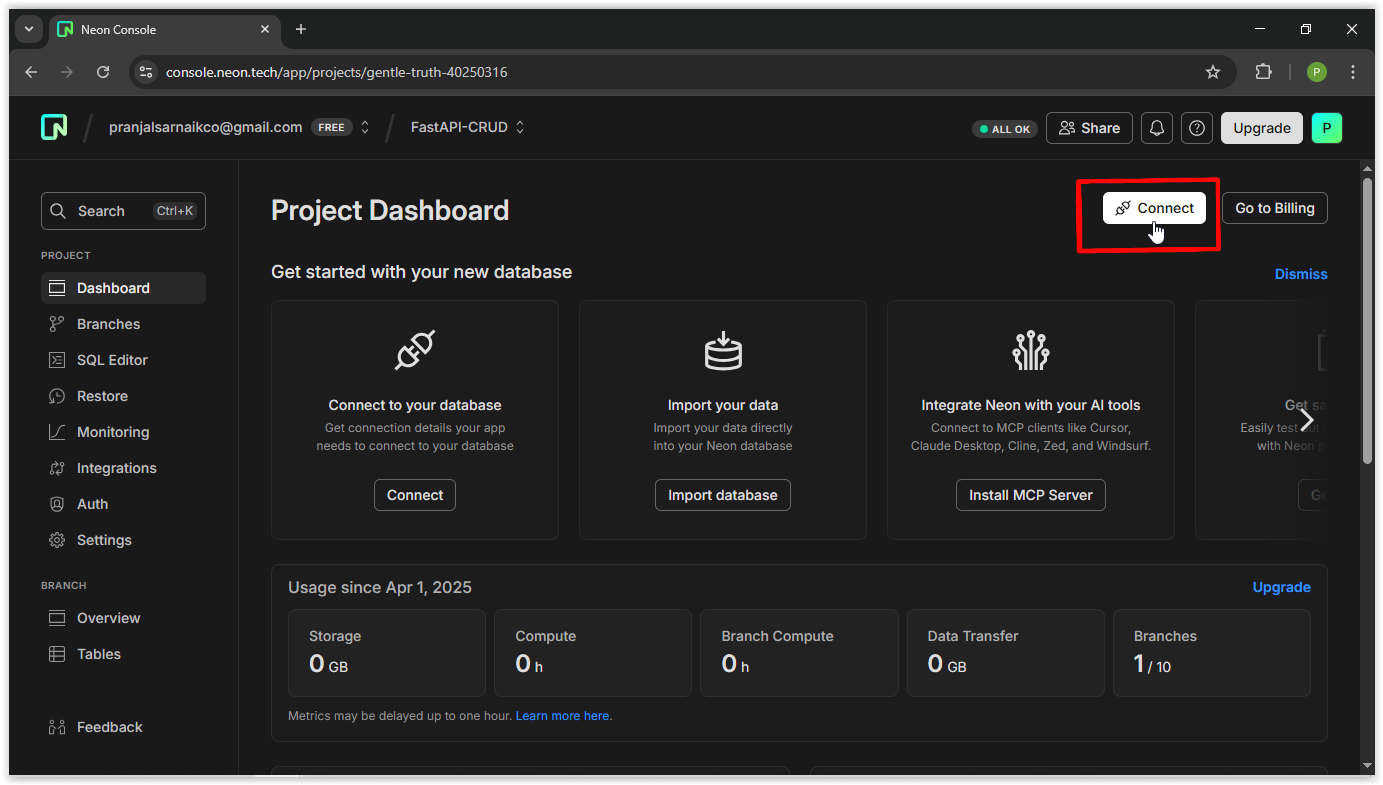 Neon Console
console.neon.tech/app/projects/gentle-truth-40250316
P
pranjalsarnaikco@gmail.com FREE
FastAPI-CRUD
ALL OK
Share
Upgrade
P
Search Ctrl+K
PROJECT
Dashboard
Branches
SQL Editor
Restore
Monitoring
Integrations
Auth
Settings
BRANCH
Overview
Tables
Feedback
Project Dashboard
Connect
Go to Billing
Get started with your new database
Dismiss
Connect to your database
Get connection details your app
needs to connect to your database
Connect
Import your data
Import your data directly
into your Neon database
Import database
Integrate Neon with your AI tools
Connect to MCP clients like Cursor,
Claude Desktop, Cline, Zed, and Windsurf.
Install MCP Server
Get
Easily test
with Neon
Usage since Apr 1, 2025
Upgrade
Storage
0 GB
Compute
0 h
Branch Compute
0 h
Data Transfer
0 GB
Branches
1 / 10
Metrics may be delayed up to one hour. Learn more here.